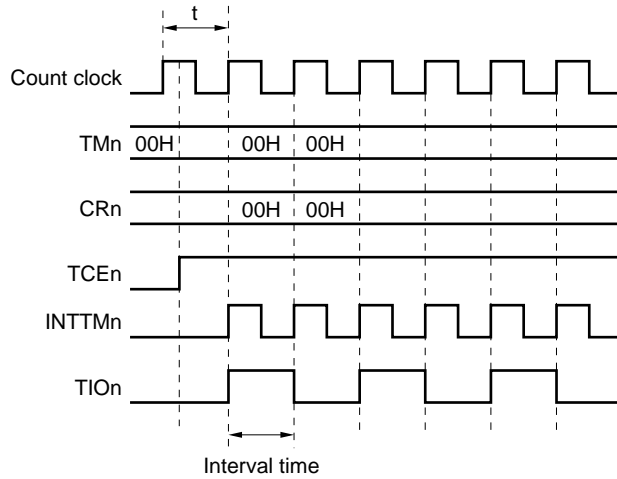 t
Count clock
TMn 00H 00H 00H
CRn 00H 00H
TCEn
INTTMn
TIOn
Interval time